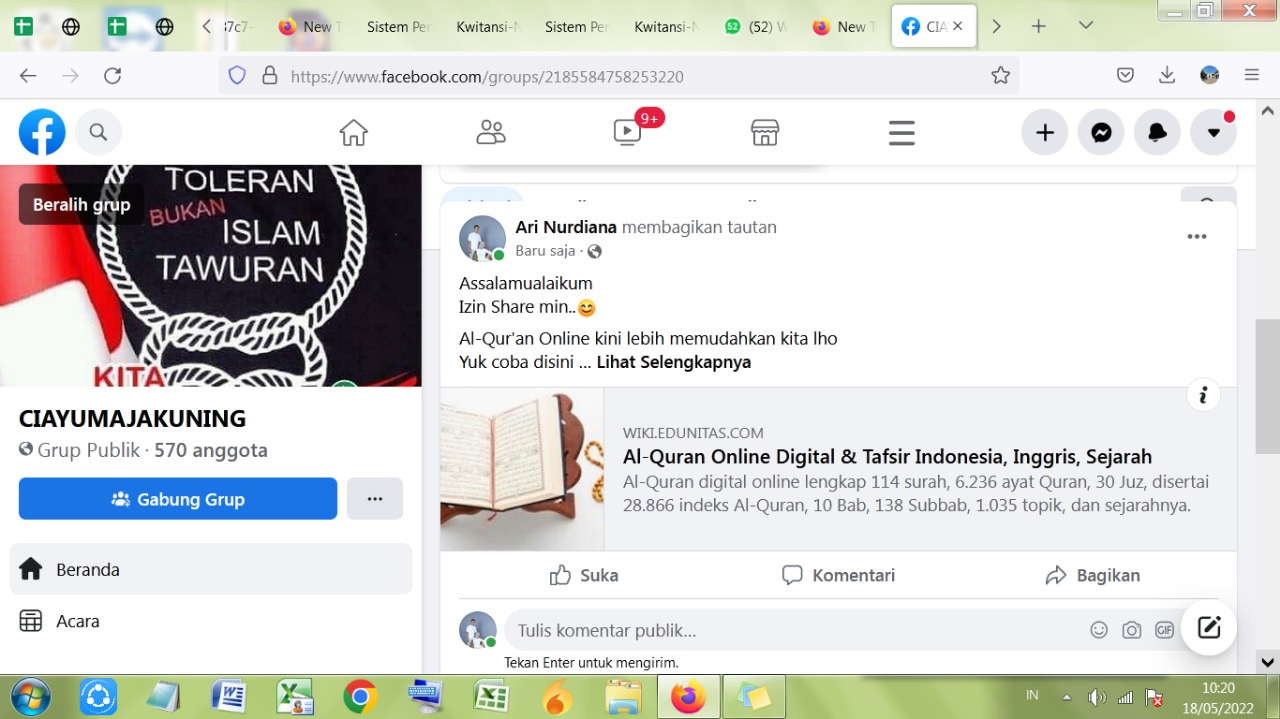 37c7-
New T
Sistem Per
Kwitansi-N
Sistem Per
Kwitansi-N
(52) W
New T
CIA
https://www.facebook.com/groups/2185584758253220
9+
TOLERAN
BUKAN
ISLAM
TAWURAN
KITA
Beralih grup
CIAYUMAJAKUNING
Grup Publik · 570 anggota
Gabung Grup
Beranda
Acara
Ari Nurdiana membagikan tautan
Baru saja ·
Assalamualaikum
Izin Share min..😊
Al-Qur'an Online kini lebih memudahkan kita lho
Yuk coba disini ... Lihat Selengkapnya
WIKI.EDUNITAS.COM
Al-Quran Online Digital & Tafsir Indonesia, Inggris, Sejarah
Al-Quran digital online lengkap 114 surah, 6.236 ayat Quran, 30 Juz, disertai
28.866 indeks Al-Quran, 10 Bab, 138 Subbab, 1.035 topik, dan sejarahnya.
Suka
Komentari
Bagikan
Tulis komentar publik...
GIF
Tekan Enter untuk mengirim.
IN
10:20
18/05/2022